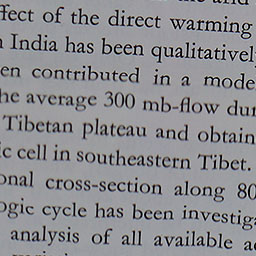 ffect of the direct warming
India has been qualitatively
en contributed in a mode
he average 300 mb-flow dur
Tibetan plateau and obtain
ic cell in southeastern Tibet.
onal cross-section along 80
ogic cycle has been investiga
analysis of all available a